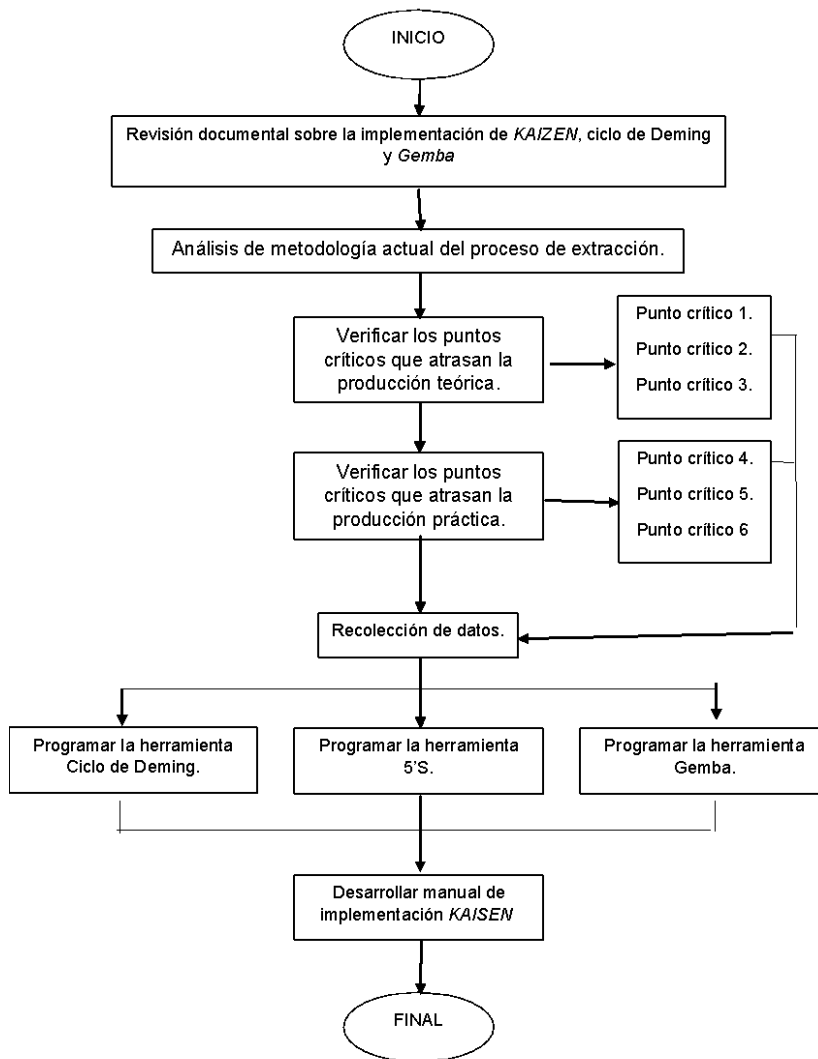 INICIO
Revisión documental sobre la implementación de KAIZEN, ciclo de Deming
y Gemba
Análisis de metodología actual del proceso de extracción.
Verificar los puntos
críticos que atrasan la
producción teórica.
Punto crítico 1.
Punto crítico 2.
Punto crítico 3.
Verificar los puntos
críticos que atrasan la
producción práctica.
Punto crítico 4.
Punto crítico 5.
Punto crítico 6
Recolección de datos.
Programar la herramienta
Ciclo de Deming.
Programar la herramienta
5'S.
Programar la herramienta
Gemba.
Desarrollar manual de
implementación KAISEN
FINAL